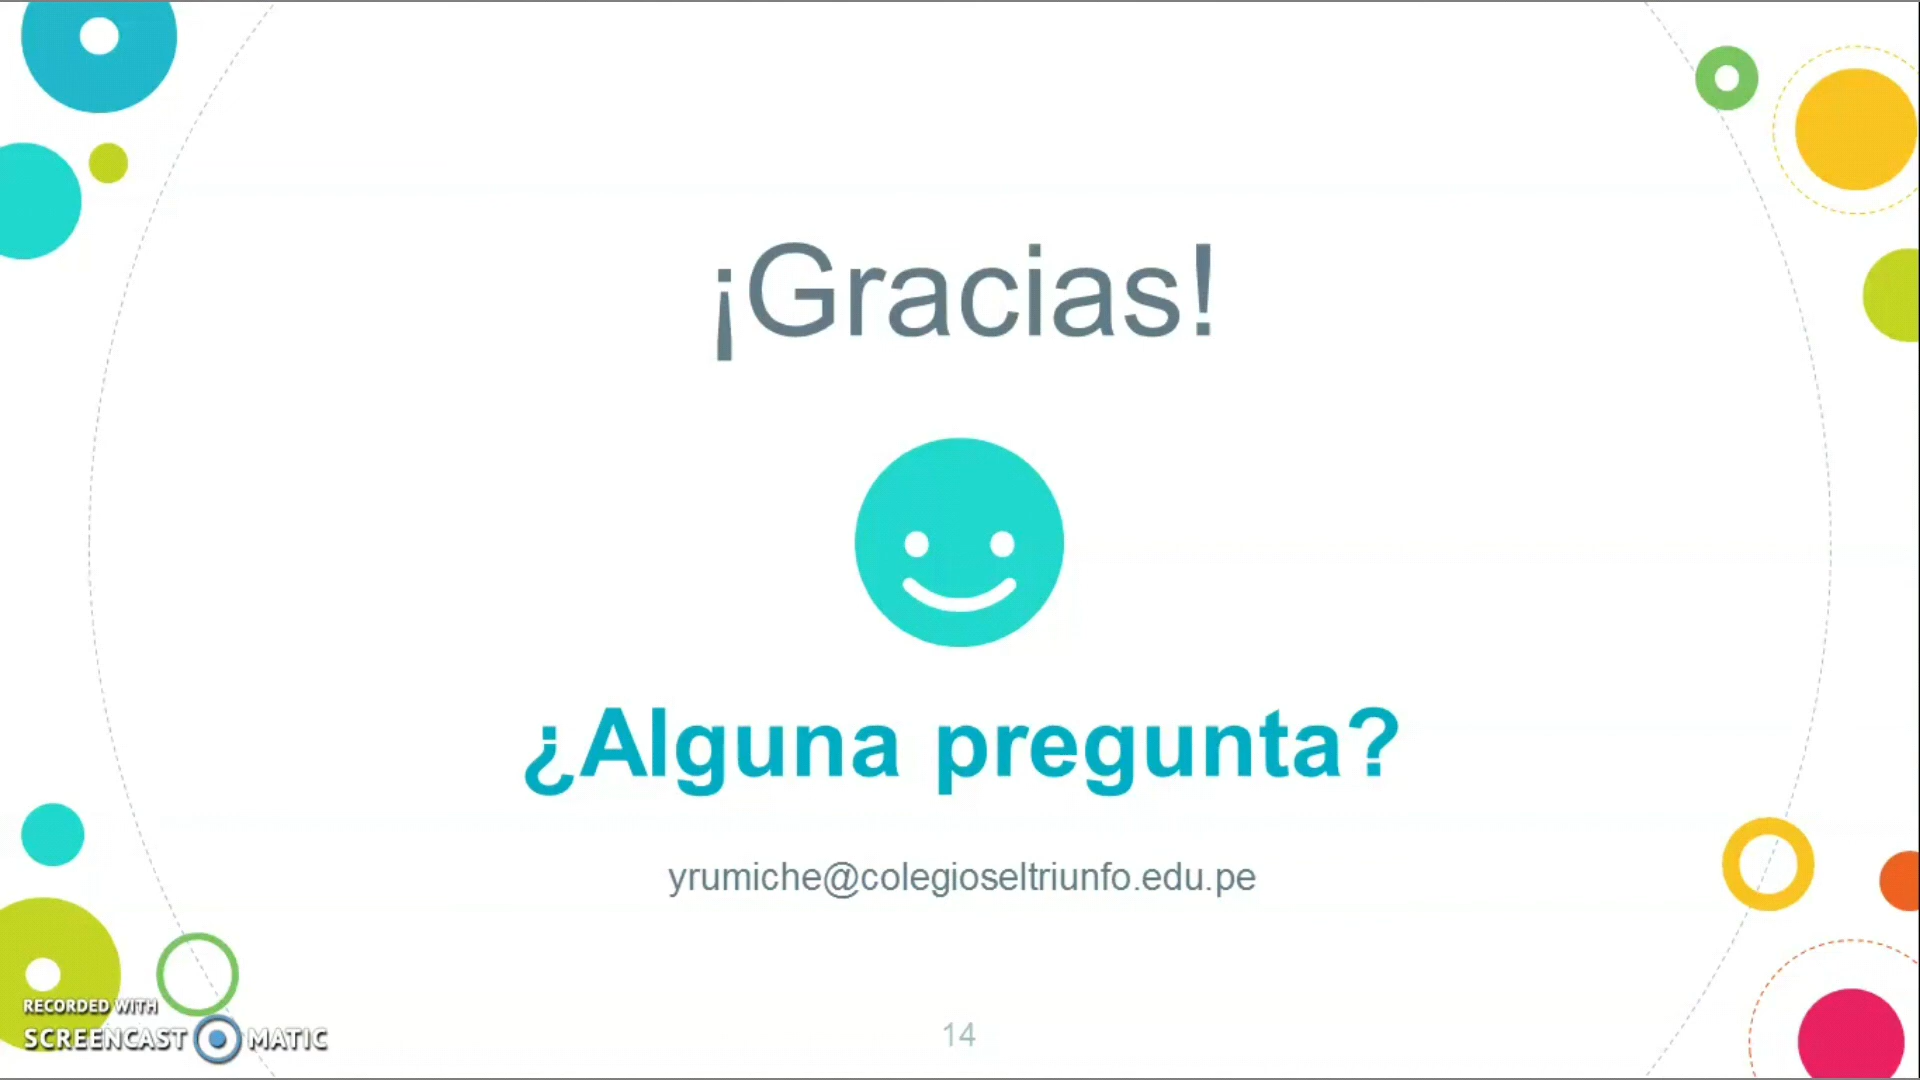 ¡Gracias!
¿Alguna pregunta?
yrumiche@colegioseltriunfo.edu.pe
RECORDED WITH
SCREENCAST MATIC
14